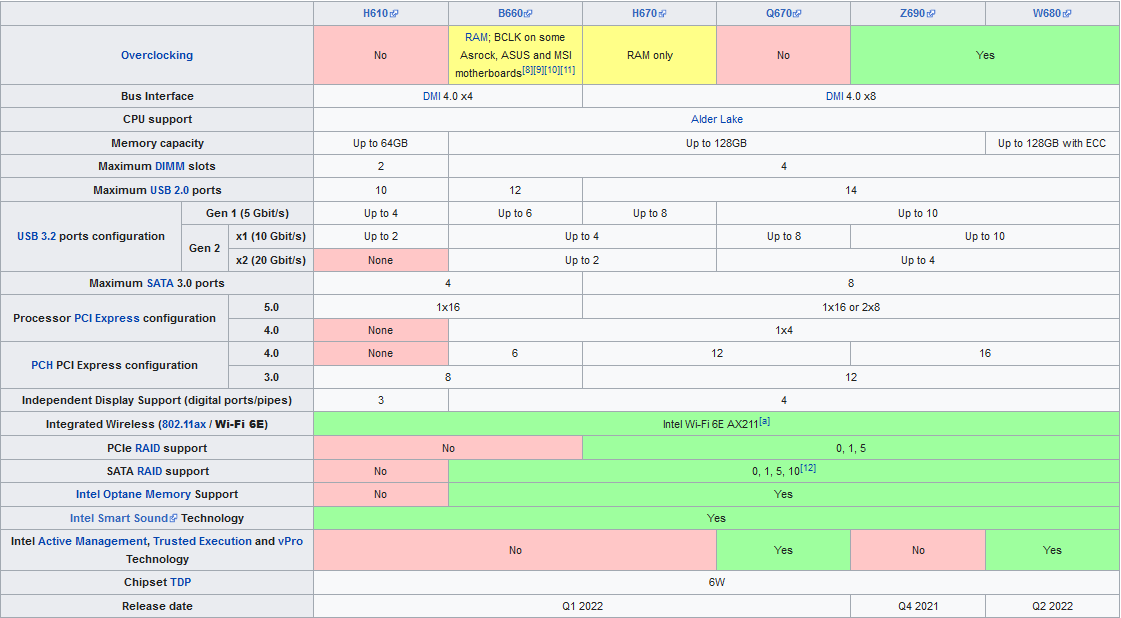 H610 B660 H670 Q670 Z690 W680
Overclocking No RAM; BCLK on some Asrock, ASUS and MSI motherboards[8][9][10][11] RAM only No Yes
Bus Interface DMI 4.0 x4 DMI 4.0 x8
CPU support Alder Lake
Memory capacity Up to 64GB Up to 128GB Up to 128GB with ECC
Maximum DIMM slots 2 4
Maximum USB 2.0 ports 10 12 14
USB 3.2 ports configuration Gen 1 (5 Gbit/s) Up to 4 Up to 6 Up to 8 Up to 10
Gen 2 x1 (10 Gbit/s) Up to 2 Up to 4 Up to 8 Up to 10
x2 (20 Gbit/s) None Up to 2 Up to 4
Maximum SATA 3.0 ports 4 8
Processor PCI Express configuration 5.0 1x16 1x16 or 2x8
4.0 None 1x4
PCH PCI Express configuration 4.0 None 6 12 16
3.0 8 12
Independent Display Support (digital ports/pipes) 3 4
Integrated Wireless (802.11ax / Wi-Fi 6E) Intel Wi-Fi 6E AX211[a]
PCIe RAID support No 0, 1, 5
SATA RAID support No 0, 1, 5, 10[12]
Intel Optane Memory Support No Yes
Intel Smart Sound Technology Yes
Intel Active Management, Trusted Execution and vPro Technology No Yes No Yes
Chipset TDP 6W
Release date Q1 2022 Q4 2021 Q2 2022